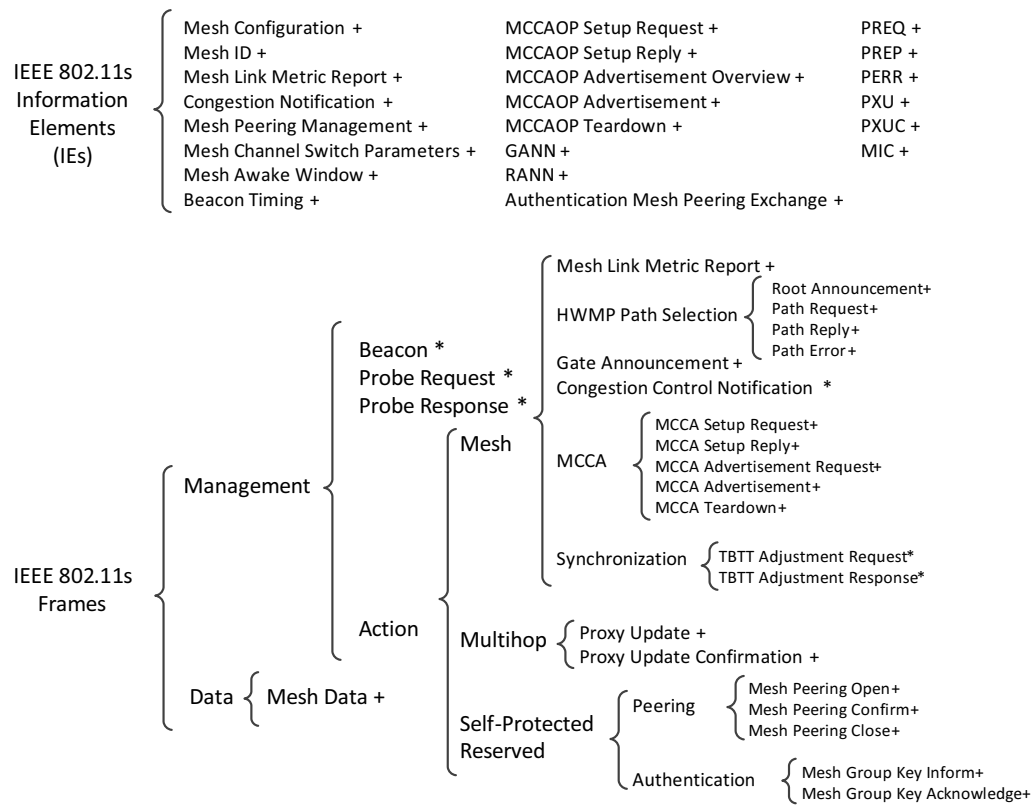 IEEE 802.11s
Information
Elements
(IEs)
Mesh Configuration +
Mesh ID +
Mesh Link Metric Report +
Congestion Notification +
Mesh Peering Management +
Mesh Channel Switch Parameters +
Mesh Awake Window +
Beacon Timing +
MCCAOP Setup Request +
MCCAOP Setup Reply +
MCCAOP Advertisement Overview +
MCCAOP Advertisement +
MCCAOP Teardown +
GANN +
RANN +
Authentication Mesh Peering Exchange +
PREQ +
PREP +
PERR +
PXU +
PXUC +
MIC +
IEEE 802.11s
Frames
Management
Beacon *
Probe Request *
Probe Response *
Action
Mesh
Mesh Link Metric Report +
HWMP Path Selection
Root Announcement+
Path Request+
Path Reply+
Path Error+
Gate Announcement +
Congestion Control Notification *
MCCA
MCCA Setup Request+
MCCA Setup Reply+
MCCA Advertisement Request+
MCCA Advertisement+
MCCA Teardown+
Synchronization
TBTT Adjustment Request*
TBTT Adjustment Response*
Multihop
Proxy Update +
Proxy Update Confirmation +
Self-Protected
Reserved
Peering
Mesh Peering Open+
Mesh Peering Confirm+
Mesh Peering Close+
Authentication
Mesh Group Key Inform+
Mesh Group Key Acknowledge+
Data
Mesh Data +